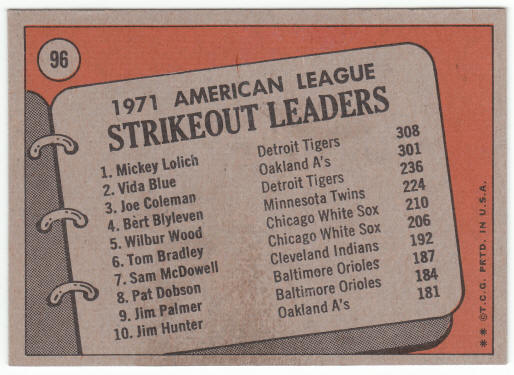 96
1971 AMERICAN LEAGUE
STRIKEOUT LEADERS
1. Mickey Lolich Detroit Tigers 308
2. Vida Blue Oakland A's 301
3. Joe Coleman Detroit Tigers 236
4. Bert Blyleven Minnesota Twins 224
5. Wilbur Wood Chicago White Sox 210
6. Tom Bradley Chicago White Sox 206
7. Sam McDowell Cleveland Indians 192
8. Pat Dobson Baltimore Orioles 187
9. Jim Palmer Baltimore Orioles 184
10. Jim Hunter Oakland A's 181
** ©T.C.G. PRTD. IN U.S.A.